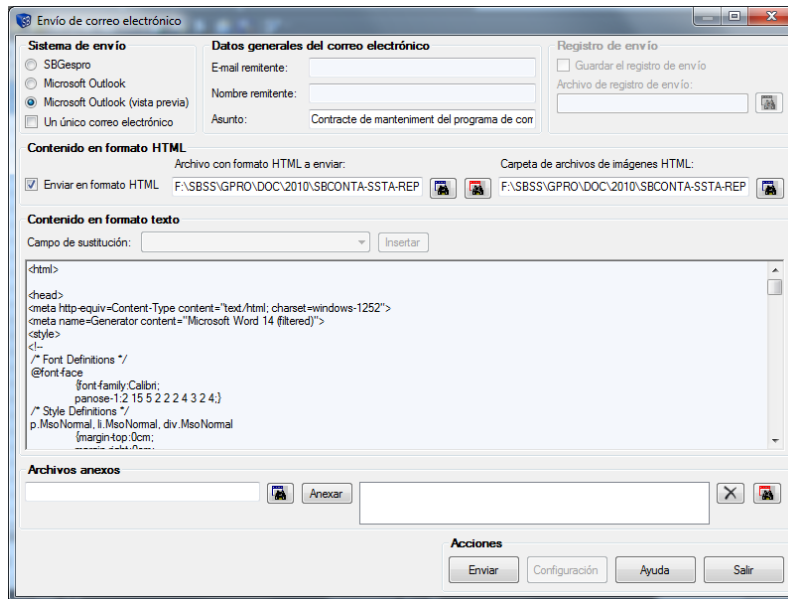 Envío de correo electrónico
Sistema de envío
SBGespro
Microsoft Outlook
Microsoft Outlook (vista previa)
Un único correo electrónico
Datos generales del correo electrónico
E-mail remitente:
Nombre remitente:
Asunto: Contracte de manteniment del programa de com
Registro de envío
Guardar el registro de envío
Archivo de registro de envío:
Contenido en formato HTML
Archivo con formato HTML a enviar: Carpeta de archivos de imágenes HTML:
Enviar en formato HTML F:\SBSS\GPRO\DOC\2010\SBCONTA-SSTA-REP F:\SBSS\GPRO\DOC\2010\SBCONTA-SSTA-REP
Contenido en formato texto
Campo de sustitución: Insertar
<html>
<head>
<meta http-equiv=Content-Type content="text/html; charset=windows-1252">
<meta name=Generator content="Microsoft Word 14 (filtered)">
<style>
<!--
/* Font Definitions */
@font-face
{font-family:Calibri;
panose-1:2 15 5 2 2 2 4 3 2 4;}
/* Style Definitions */
p.MsoNormal, li.MsoNormal, div.MsoNormal
{margin-top:0cm;
margin-right:0cm;
Archivos anexos
Anexar
Acciones
Enviar Configuración Ayuda Salir